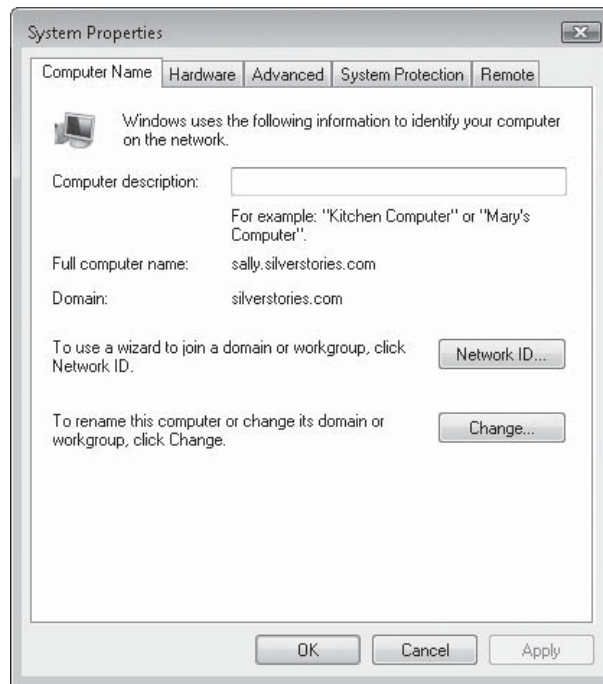 System Properties
Computer Name Hardware Advanced System Protection Remote
Windows uses the following information to identify your computer
on the network.
Computer description:
For example: "Kitchen Computer" or "Mary's
Computer".
Full computer name: sally.silverstories.com
Domain: silverstories.com
To use a wizard to join a domain or workgroup, click
Network ID.
Network ID...
To rename this computer or change its domain or
workgroup, click Change.
Change...
OK Cancel Apply